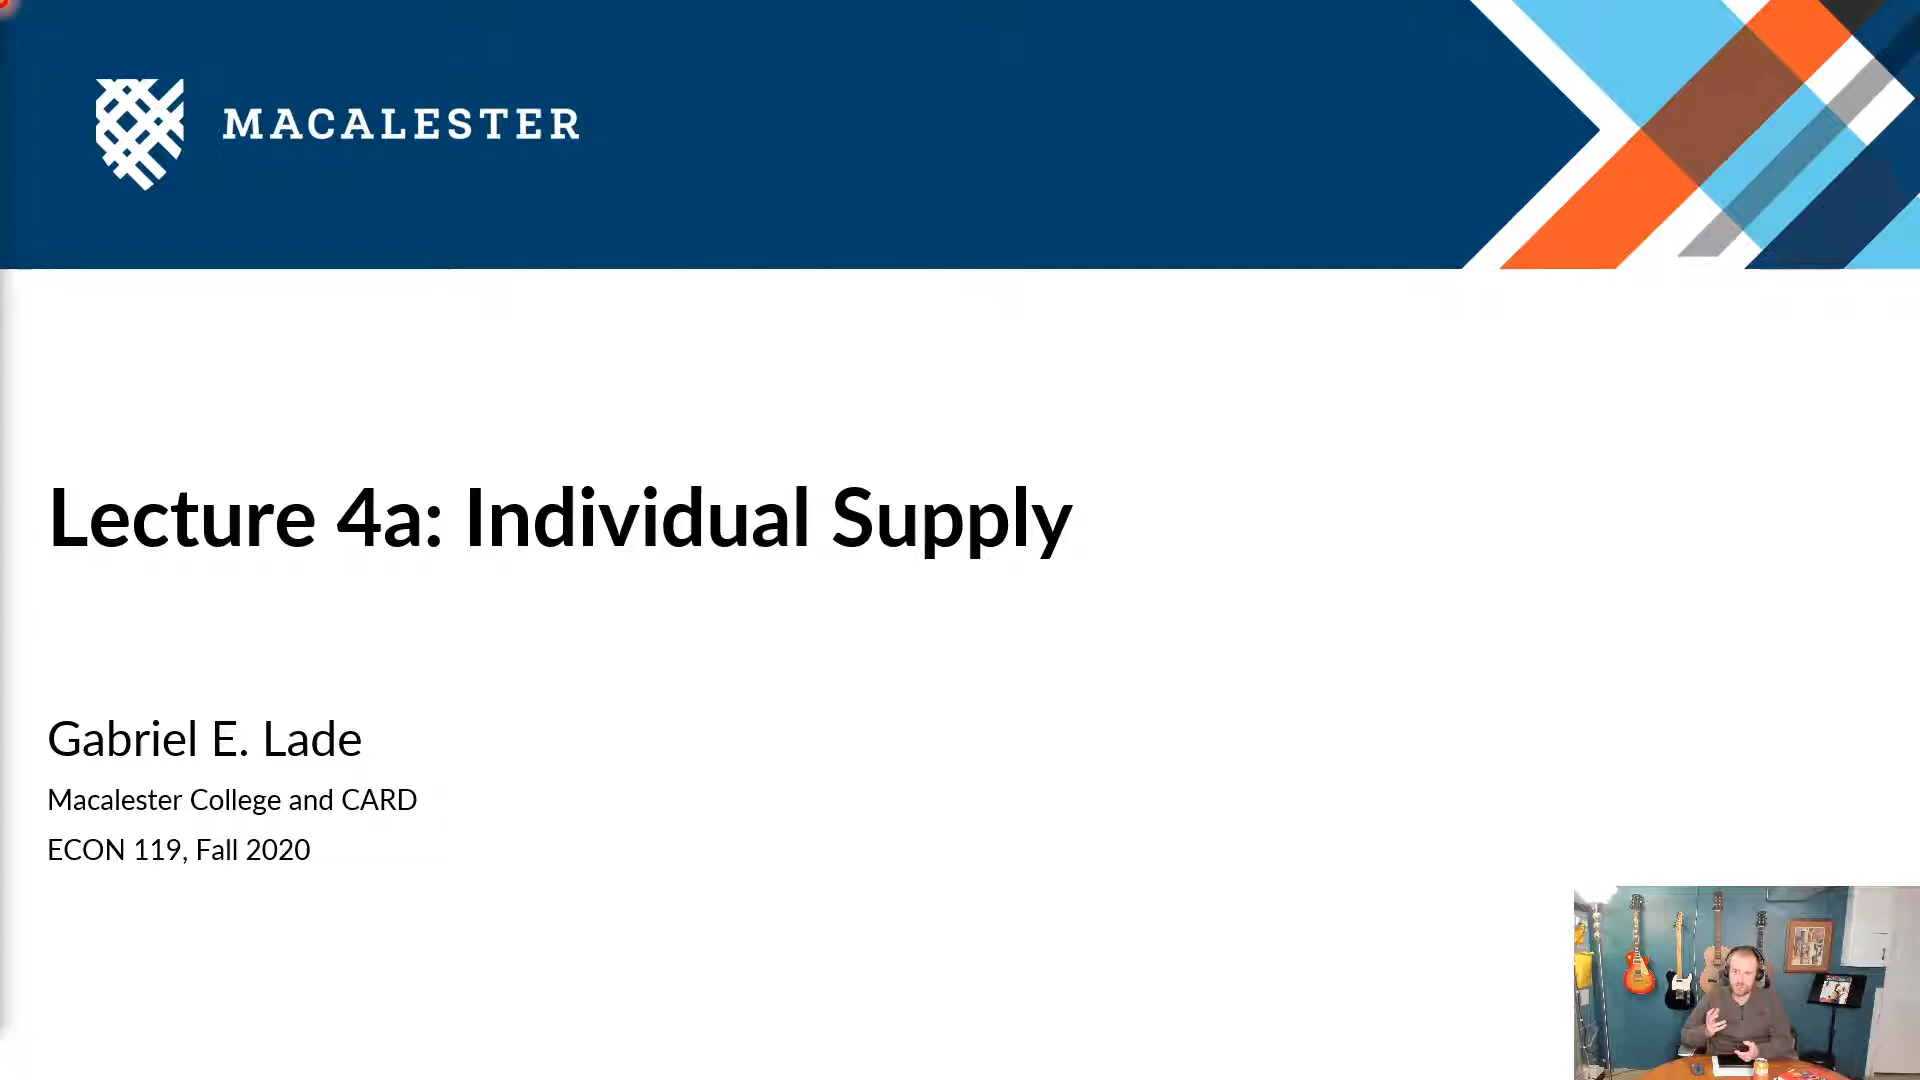 MACALESTER
Lecture 4a: Individual Supply
Gabriel E. Lade
Macalester College and CARD
ECON 119, Fall 2020